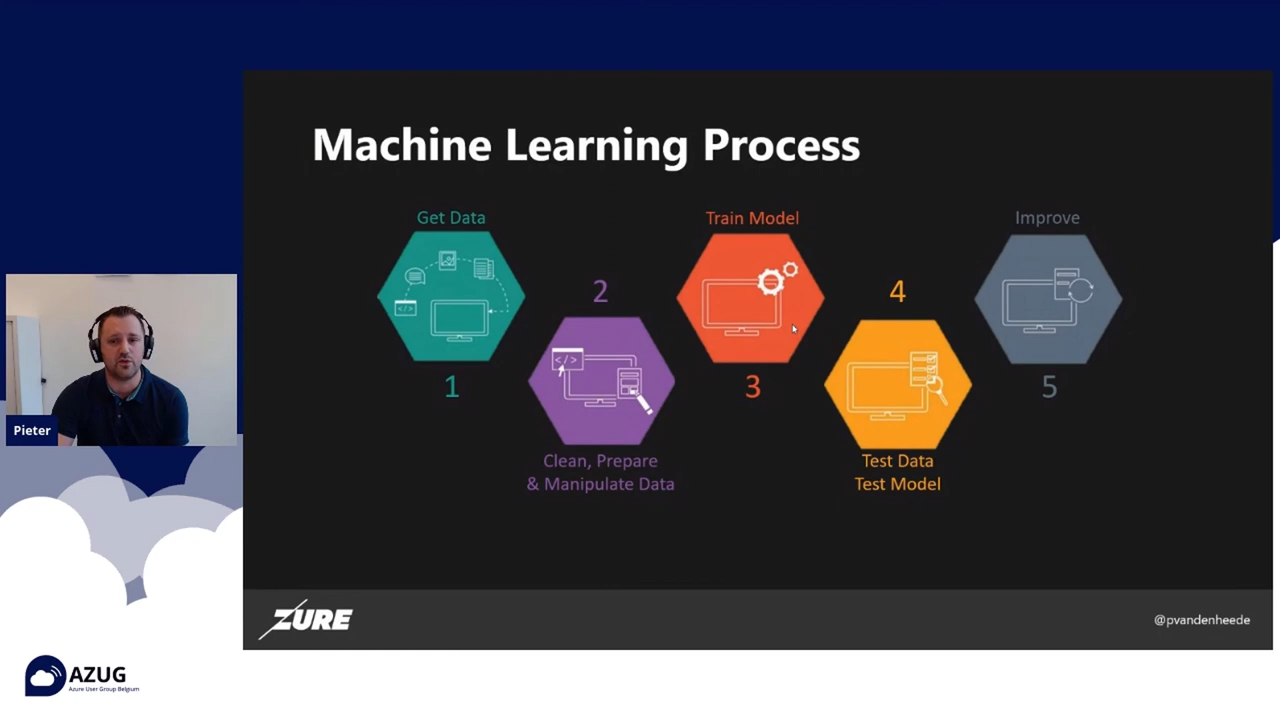 Machine Learning Process
Get Data
Train Model
Improve
2
4
</>
</>
1
3
5
Clean, Prepare
& Manipulate Data
Test Data
Test Model
Pieter
ZURE
@pvandenheede
AZUG
Azure User Group Belgium